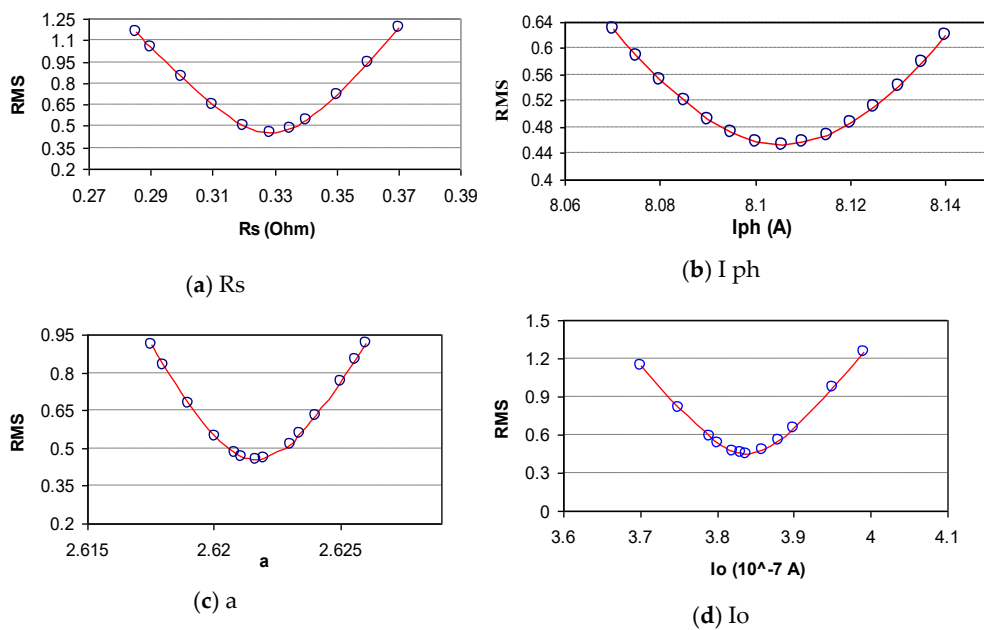 1.25
1.1
0.95
0.8
0.65
0.5
0.35
0.2
RMS
0.27 0.29 0.31 0.33 0.35 0.37 0.39
Rs (Ohm)
(a) Rs
0.64
0.6
0.56
0.52
0.48
0.44
0.4
RMS
8.06 8.08 8.1 8.12 8.14
Iph (A)
(b) I ph
0.95
0.8
0.65
0.5
0.35
0.2
RMS
2.615 2.62 2.625
a
(c) a
1.5
1.2
0.9
0.6
0.3
0
RMS
3.6 3.7 3.8 3.9 4 4.1
Io (10^-7 A)
(d) Io